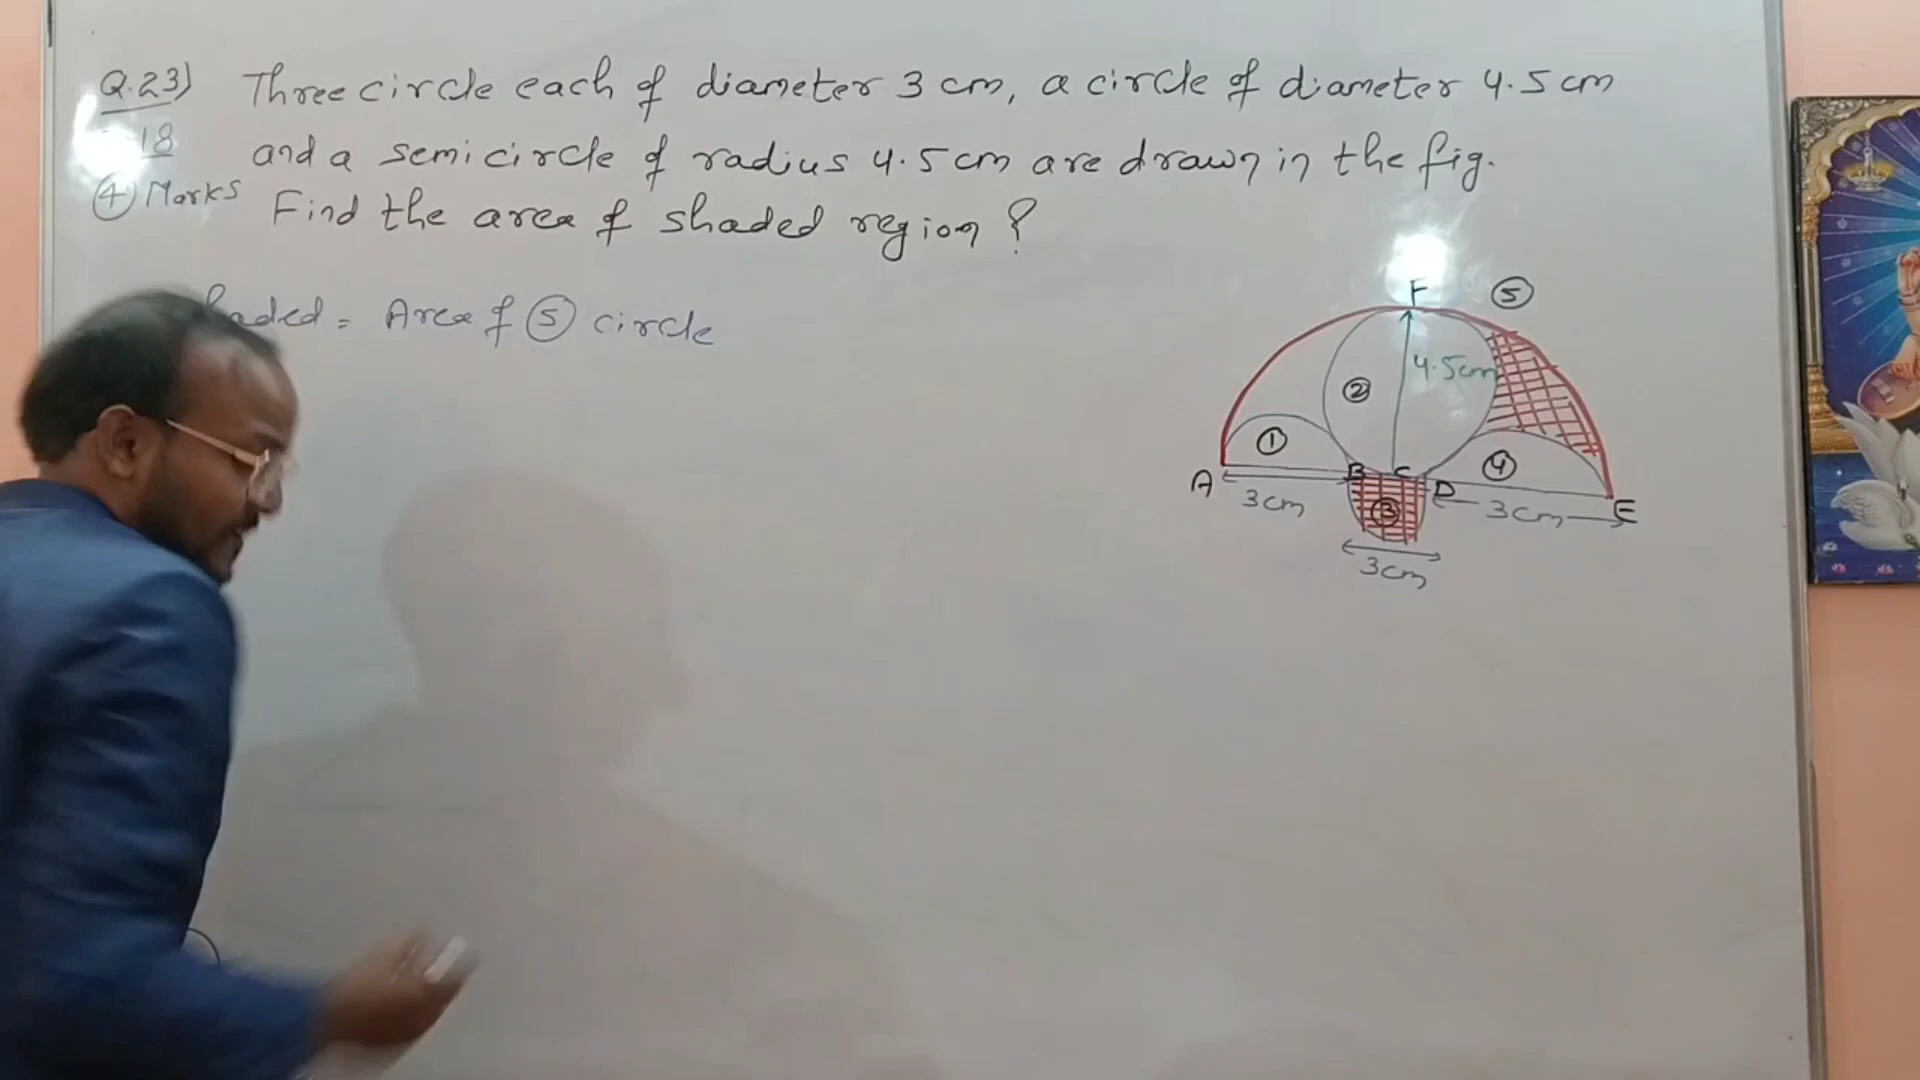 Q.23) Three circle each of diameter 3 cm, a circle of diameter 4.5 cm
18 and a semicircle of radius 4.5 cm are drawn in the fig.
④ Marks Find the area of shaded region ?
haded = Area of ⑤ circle
F ⑤
4.5cm
②
① ④
A B C D E
3cm ③ 3cm
3cm